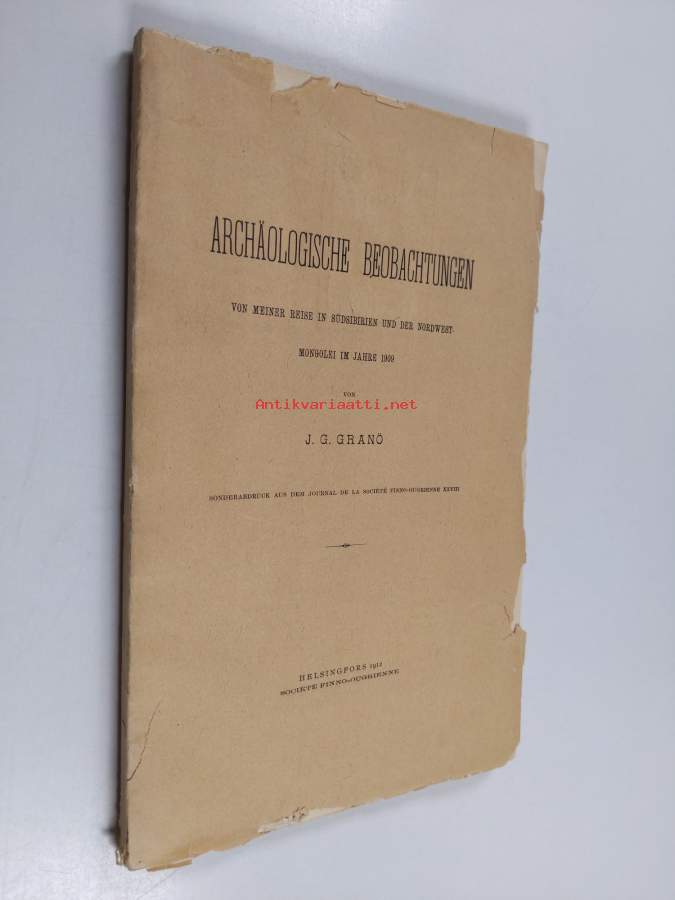 ARCHÄOLOGISCHE BEOBACHTUNGEN
VON MEINER REISE IN SÜDSIBIRIEN UND DER NORDWEST-
MONGOLEI IM JAHRE 1909
VON
Antikvariaatti.net
J. G. GRANÖ
SONDERABDRUCK AUS DEM JOURNAL DE LA SOCIÉTÉ FINNO-OUGRIENNE XXVIII
HELSINGFORS 1912
SOCIÉTÉ FINNO-OUGRIENNE